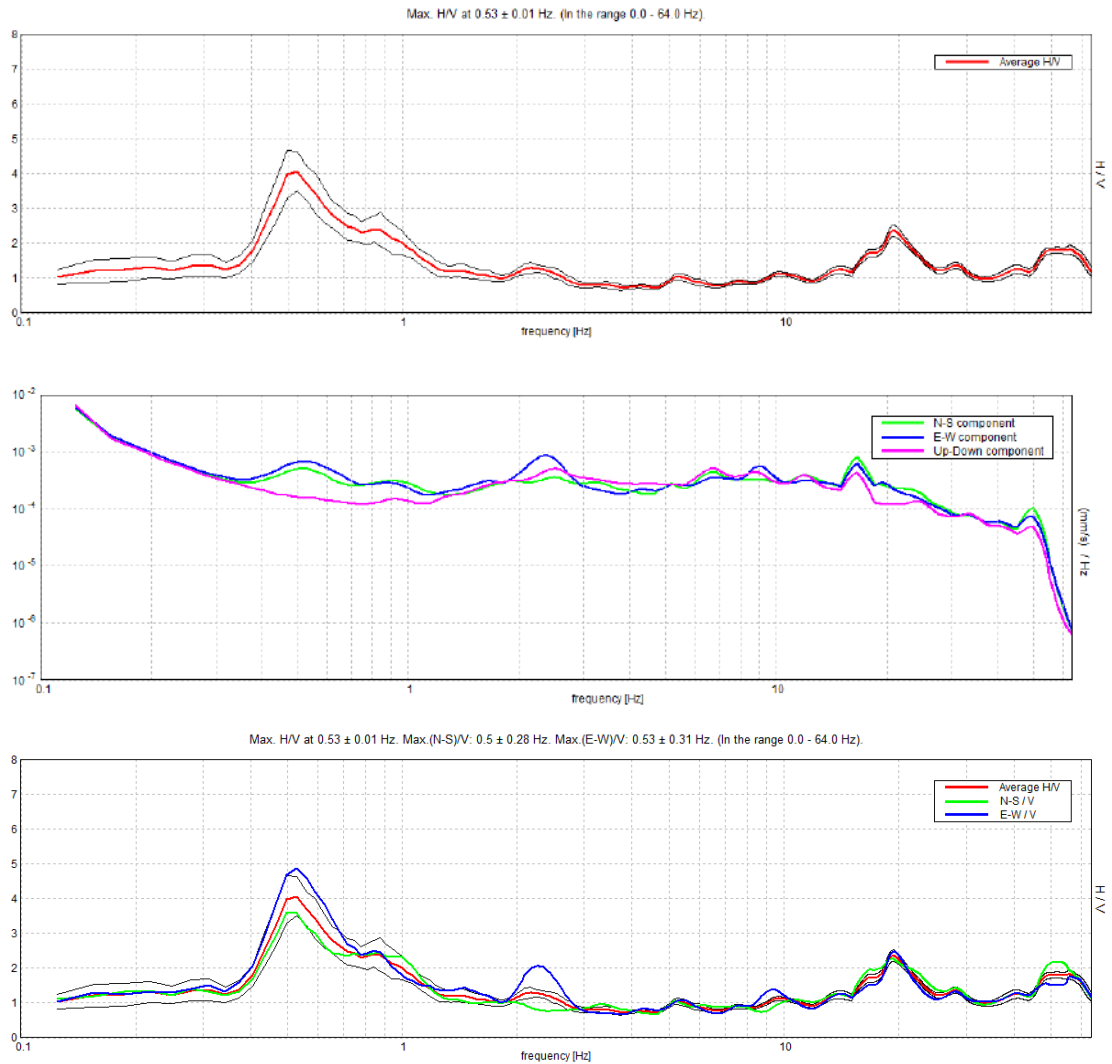 Max. H/V at 0.53 ± 0.01 Hz. (In the range 0.0 - 64.0 Hz).
8
7
6
5
4
3
2
1
0
Average H/V
H / V
0.1 1 10
frequency [Hz]
10 -2
10 -3
10 -4
10 -5
10 -6
10 -7
N-S component
E-W component
Up-Down component
(mm/s) / Hz
0.1 1 10
frequency [Hz]
Max. H/V at 0.53 ± 0.01 Hz. Max.(N-S)/V: 0.5 ± 0.28 Hz. Max.(E-W)/V: 0.53 ± 0.31 Hz. (In the range 0.0 - 64.0 Hz).
8
7
6
5
4
3
2
1
0
Average H/V
N-S / V
E-W / V
H / V
0.1 1 10
frequency [Hz]